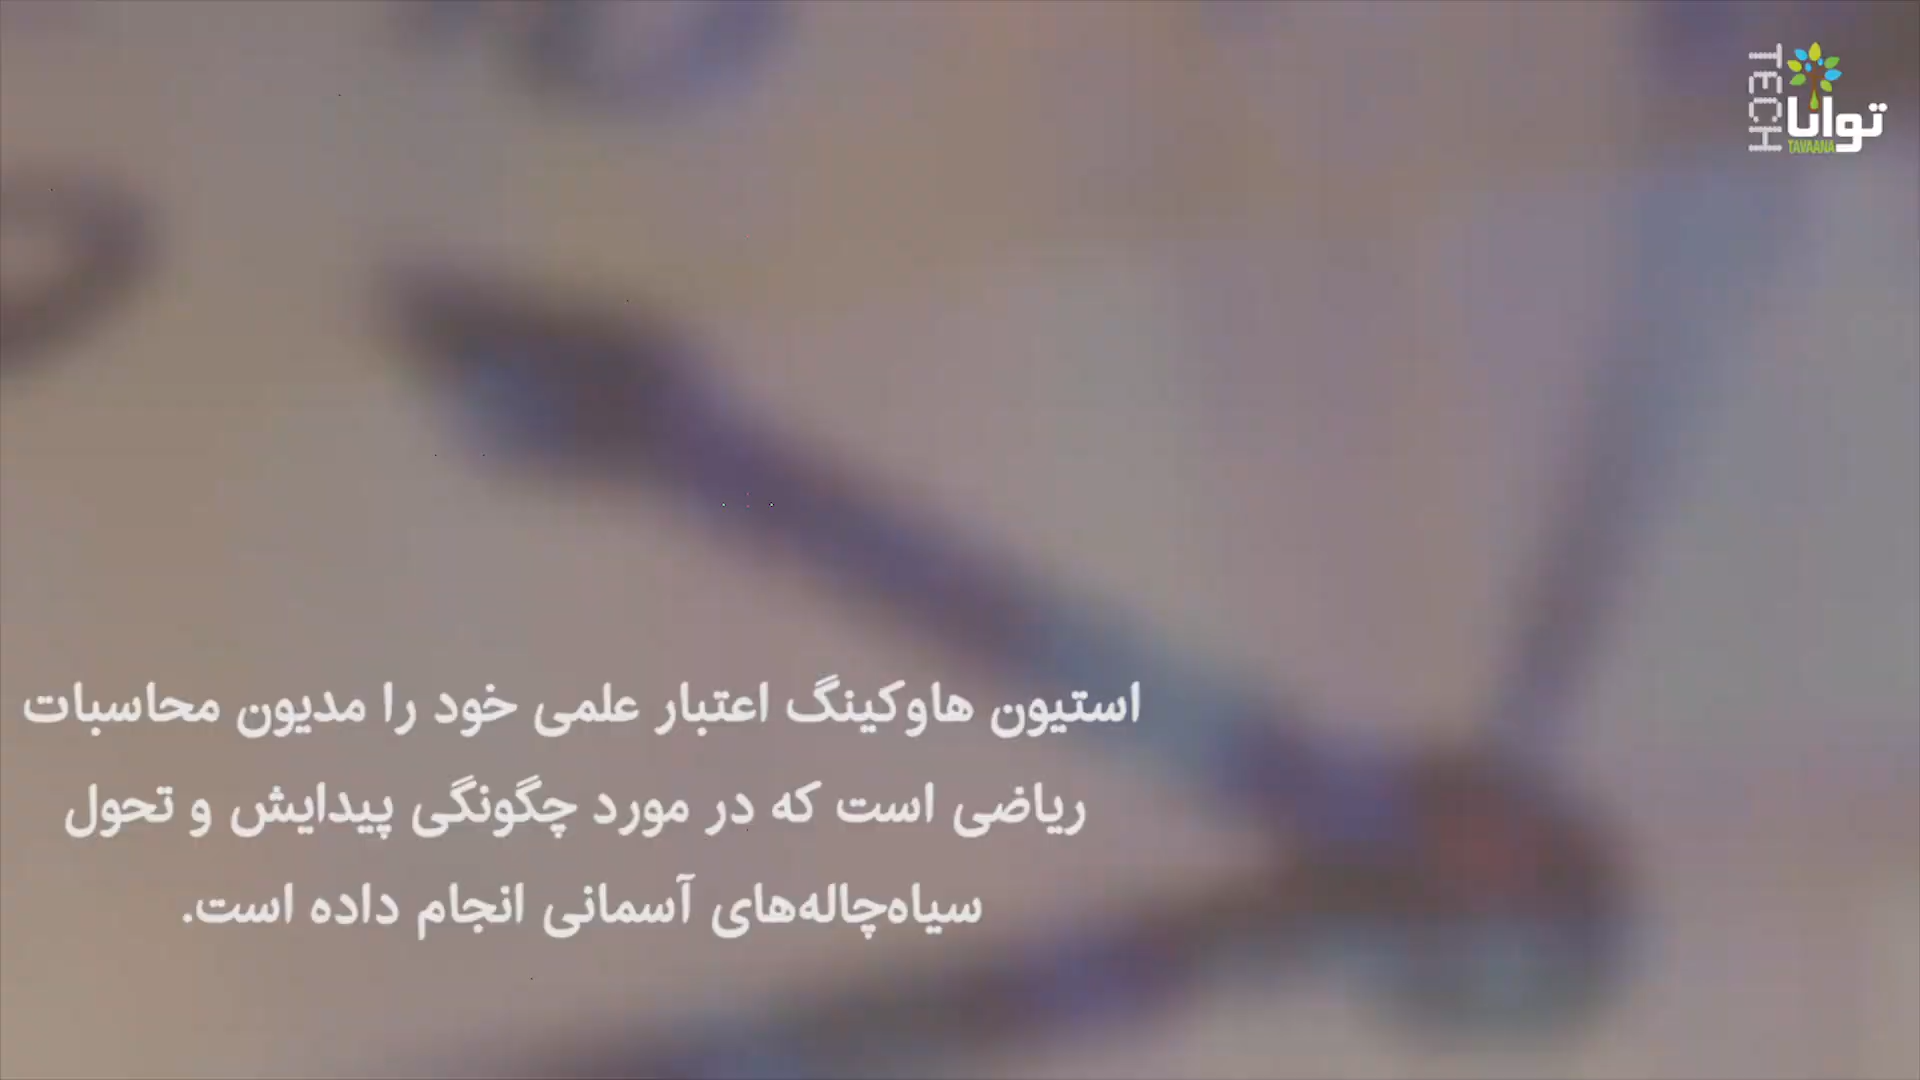 TECH
توانا
TAVAANA
استیون هاوکینگ اعتبار علمی خود را مدیون محاسبات
ریاضی است که در مورد چگونگی پیدایش و تحول
سیاه‌چاله‌های آسمانی انجام داده است.